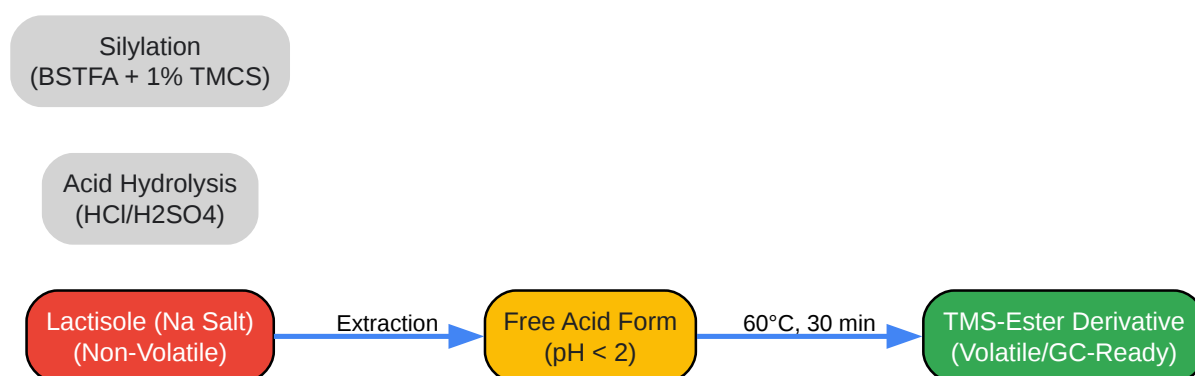 Silylation
(BSTFA + 1% TMCS)
Acid Hydrolysis
(HCl/H2SO4)
Lactisole (Na Salt)
(Non-Volatile)
Extraction
Free Acid Form
(pH < 2)
60°C, 30 min
TMS-Ester Derivative
(Volatile/GC-Ready)